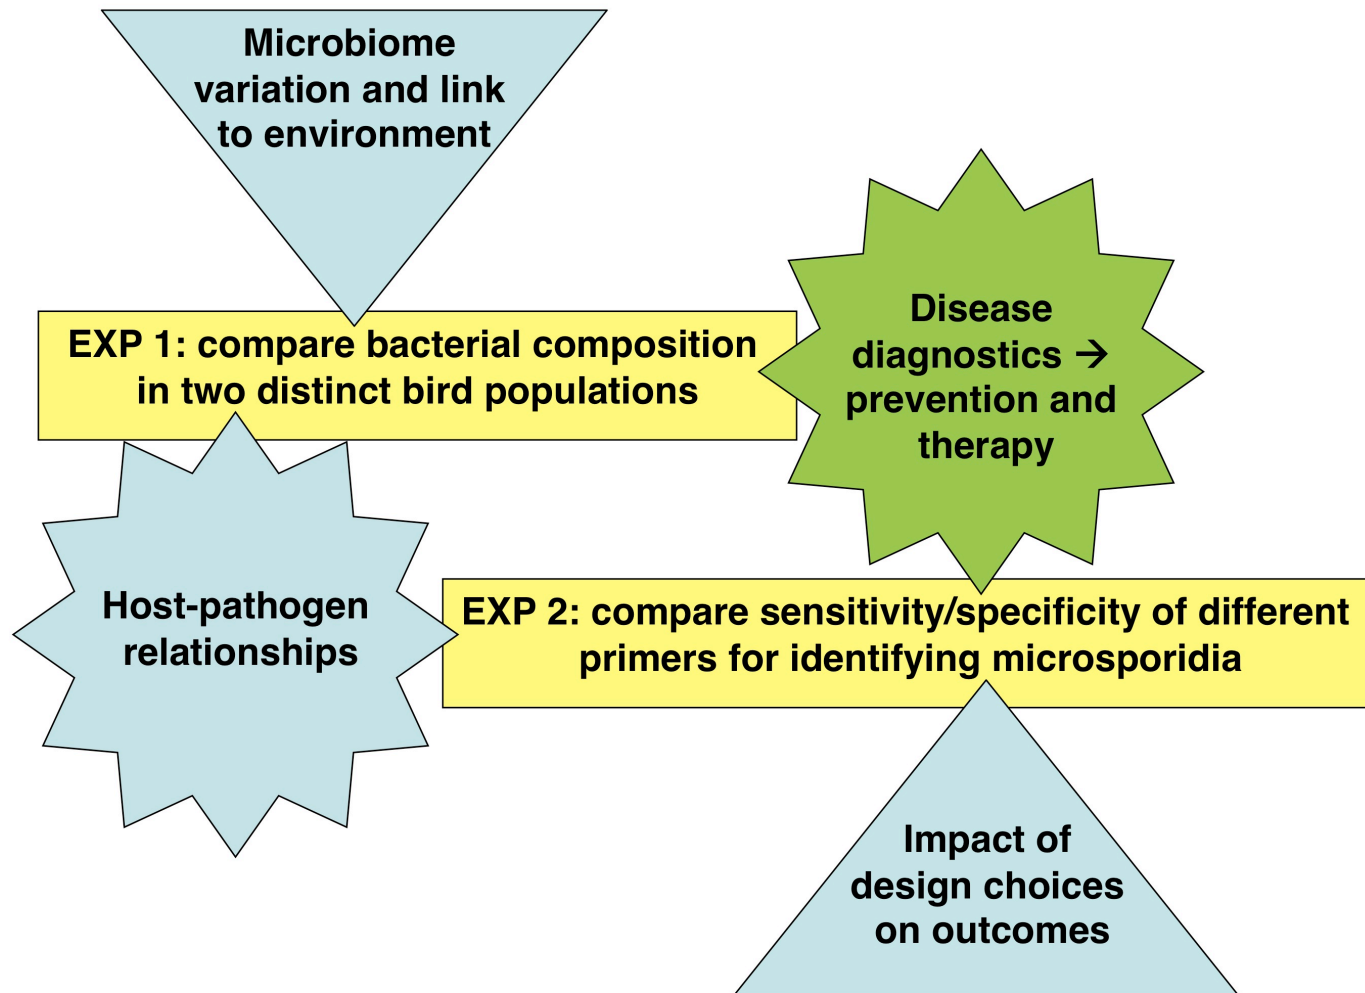 Microbiome
variation and link
to environment
EXP 1: compare bacterial composition
in two distinct bird populations
Disease
diagnostics →
prevention and
therapy
Host-pathogen
relationships
EXP 2: compare sensitivity/specificity of different
primers for identifying microsporidia
Impact of
design choices
on outcomes